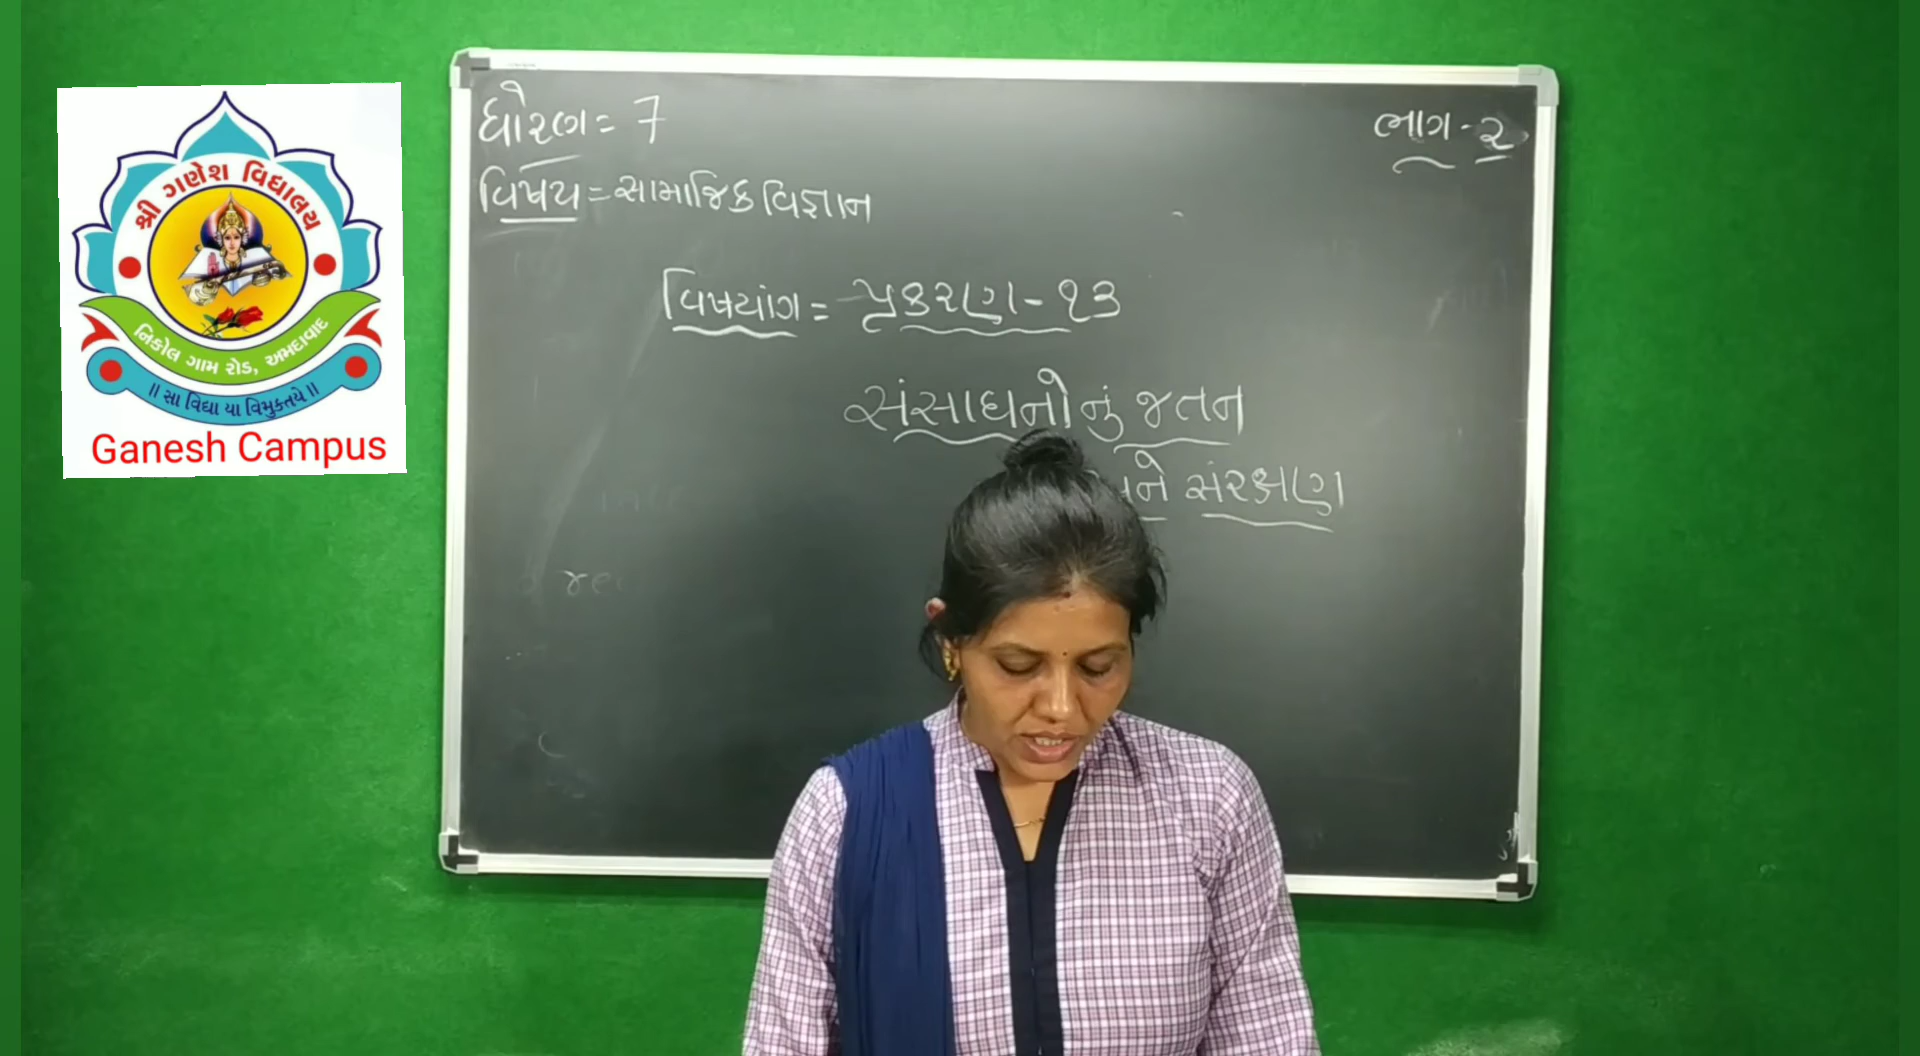 શ્રી ગણેશ વિદ્યાલય
નિકોલ ગામ રોડ, અમદાવાદ
॥ સા વિદ્યા યા વિમુક્તયે ॥
Ganesh Campus
ધોરણ = 7
ભાગ - ૨
વિષય = સામાજિક વિજ્ઞાન
વિષયાંગ = પ્રકરણ - ૧૩
સંસાધનોનું જતન
સંરક્ષણ